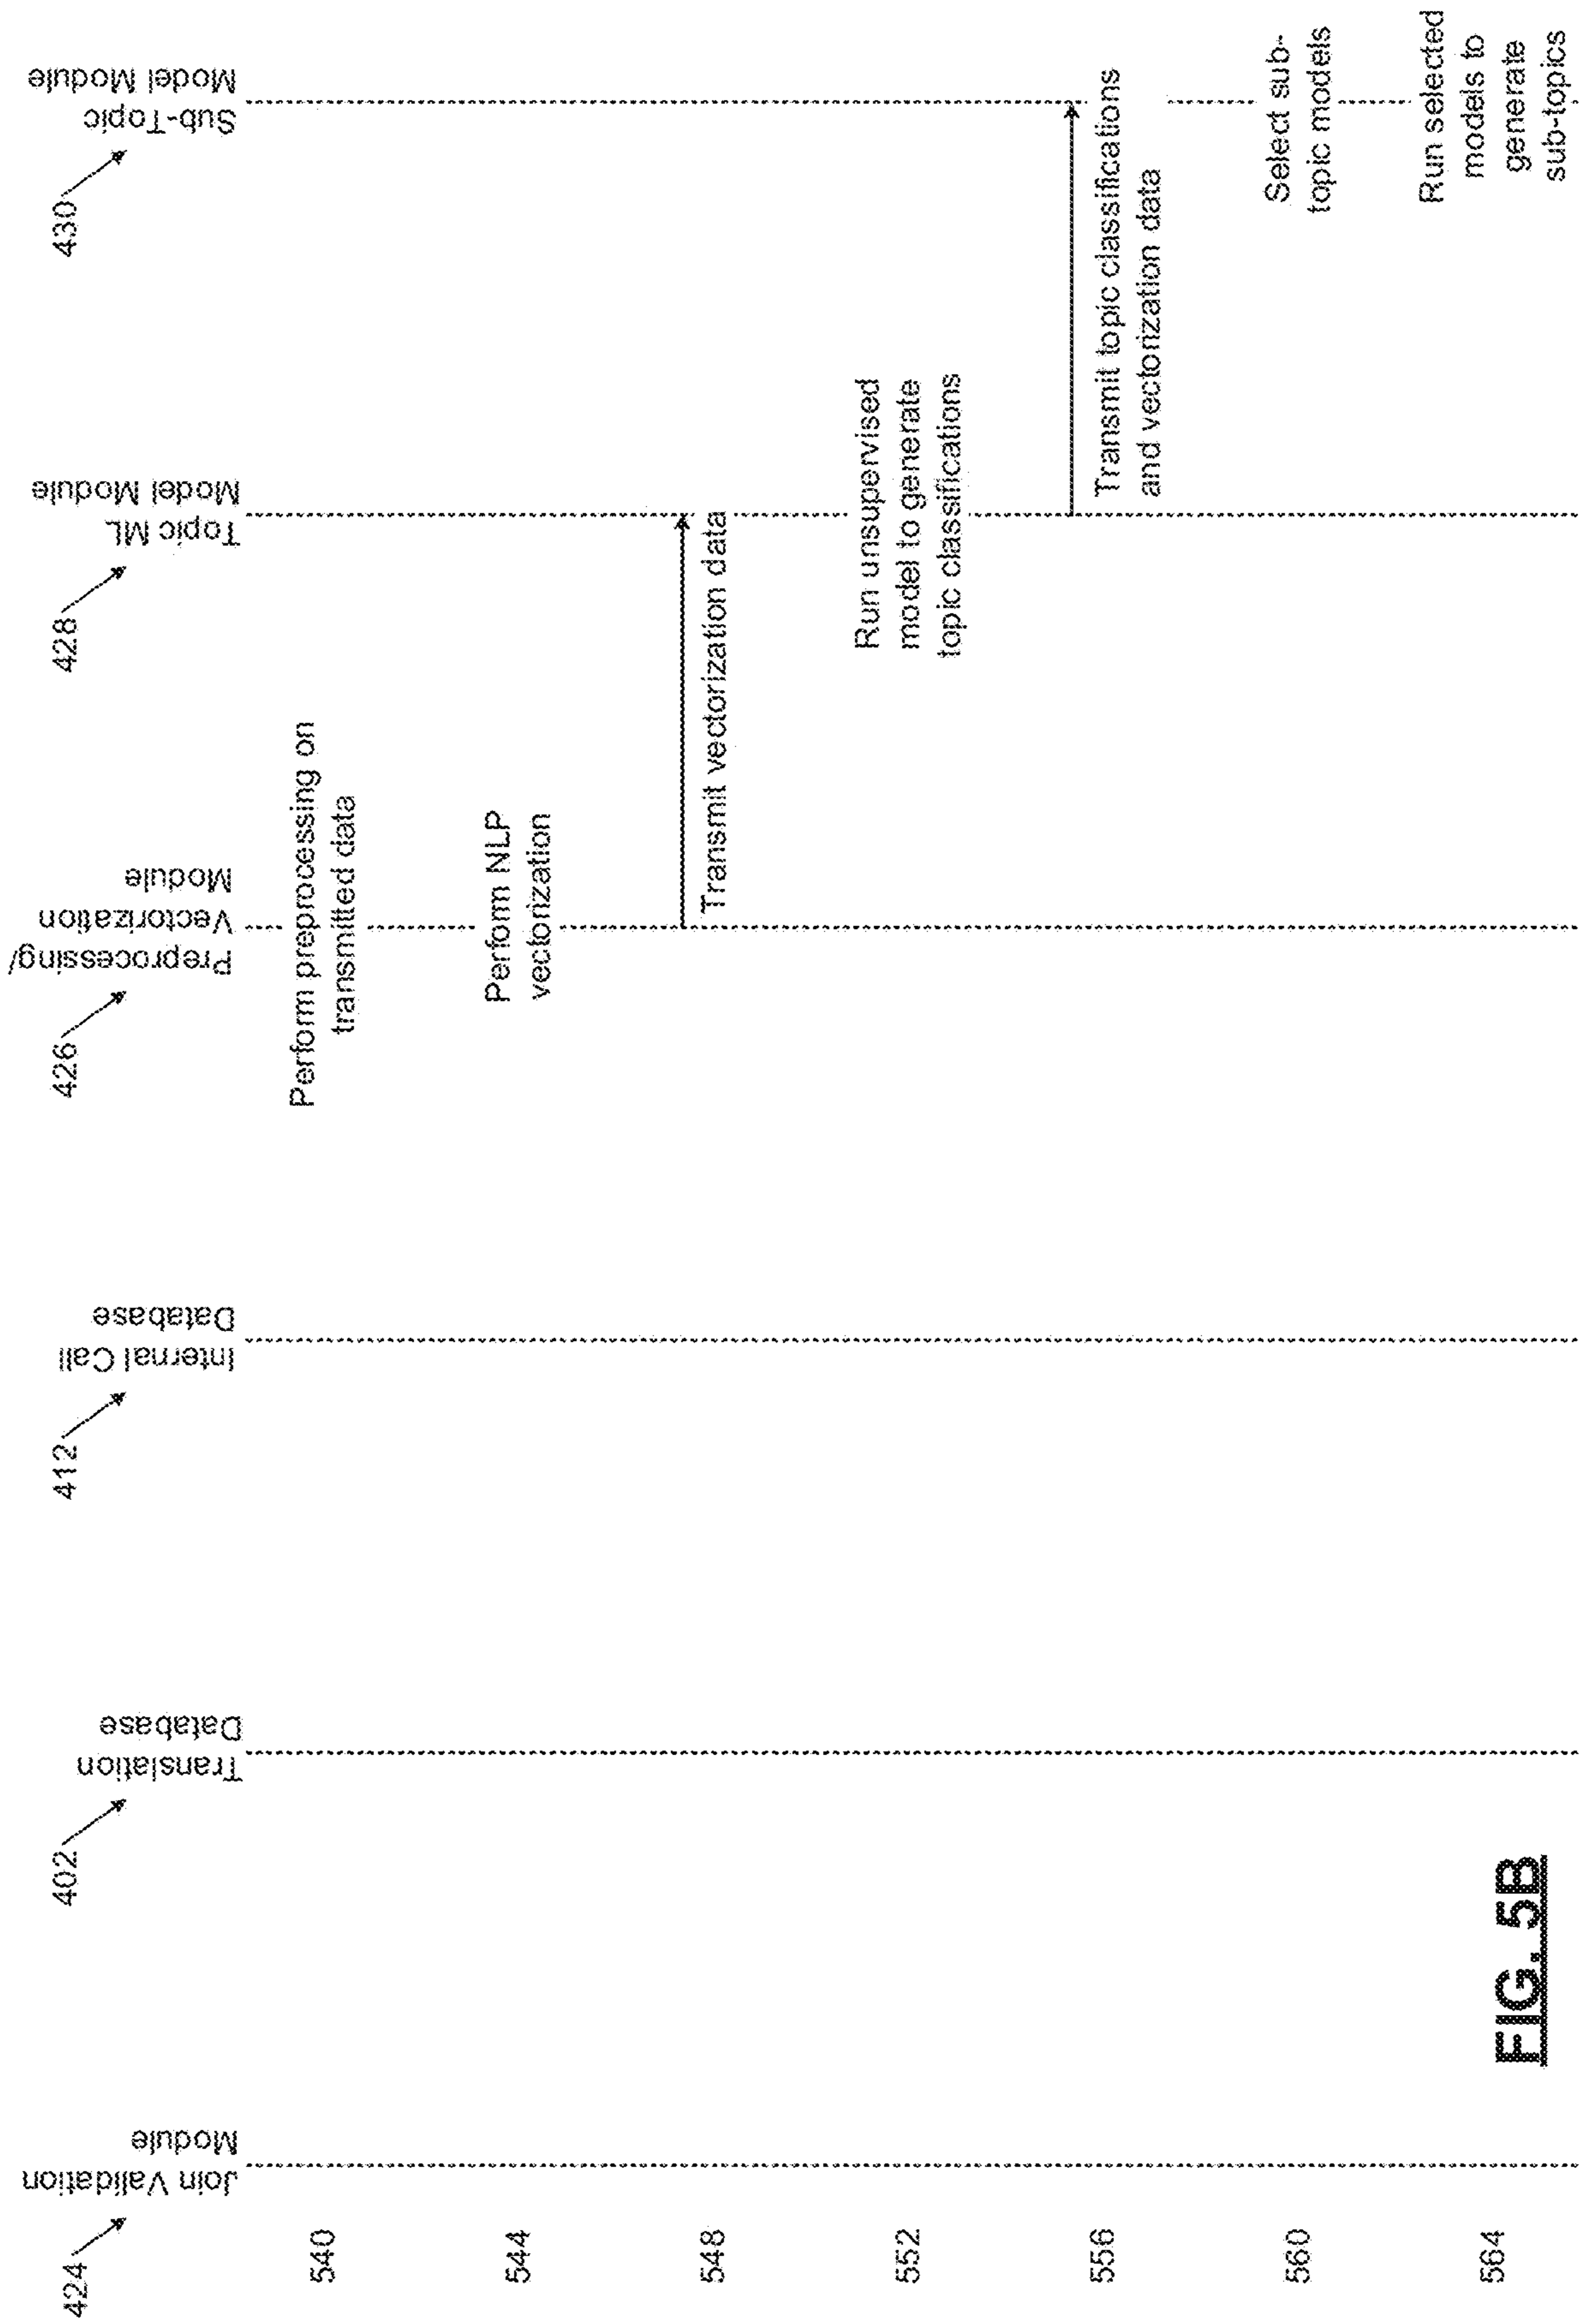 424
Join Validation
Module
402
Translation
Database
412
Internal Call
Database
426
Preprocessing/
Vectorization
Module
428
Topic ML
Model Module
430
Sub-Topic
Model Module
540
Perform preprocessing on
transmitted data
544
Perform NLP
vectorization
548
Transmit vectorization data
552
Run unsupervised
model to generate
topic classifications
556
Transmit topic classifications
and vectorization data
560
Select sub-
topic models
564
Run selected
models to
generate
sub-topics
FIG. 5B